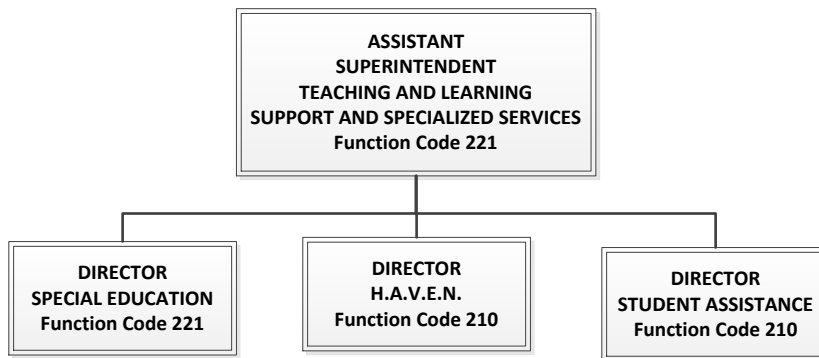 ASSISTANT
SUPERINTENDENT
TEACHING AND LEARNING
SUPPORT AND SPECIALIZED SERVICES
Function Code 221
DIRECTOR
SPECIAL EDUCATION
Function Code 221
DIRECTOR
H.A.V.E.N.
Function Code 210
DIRECTOR
STUDENT ASSISTANCE
Function Code 210